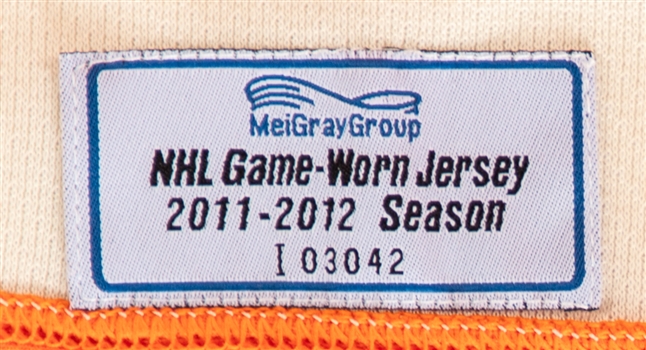 MeiGrayGroup
NHL Game-Worn Jersey
2011-2012 Season
I 03042